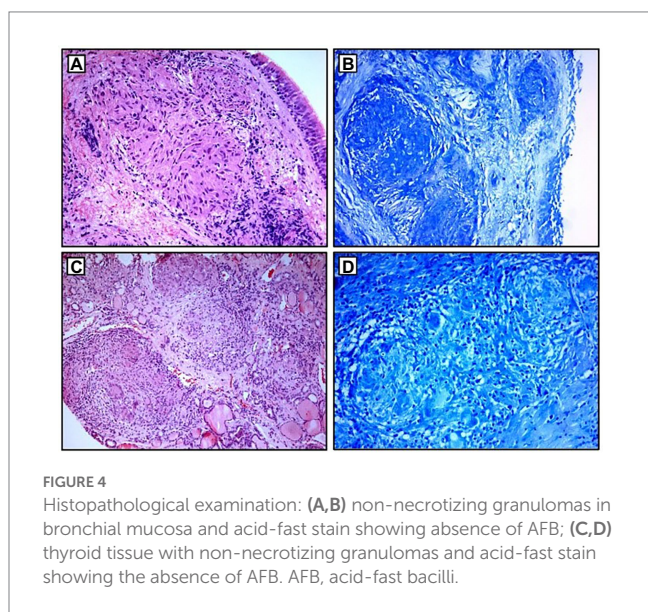 A
B
C
D
FIGURE 4
Histopathological examination: (A,B) non-necrotizing granulomas in
bronchial mucosa and acid-fast stain showing absence of AFB; (C,D)
thyroid tissue with non-necrotizing granulomas and acid-fast stain
showing the absence of AFB. AFB, acid-fast bacilli.